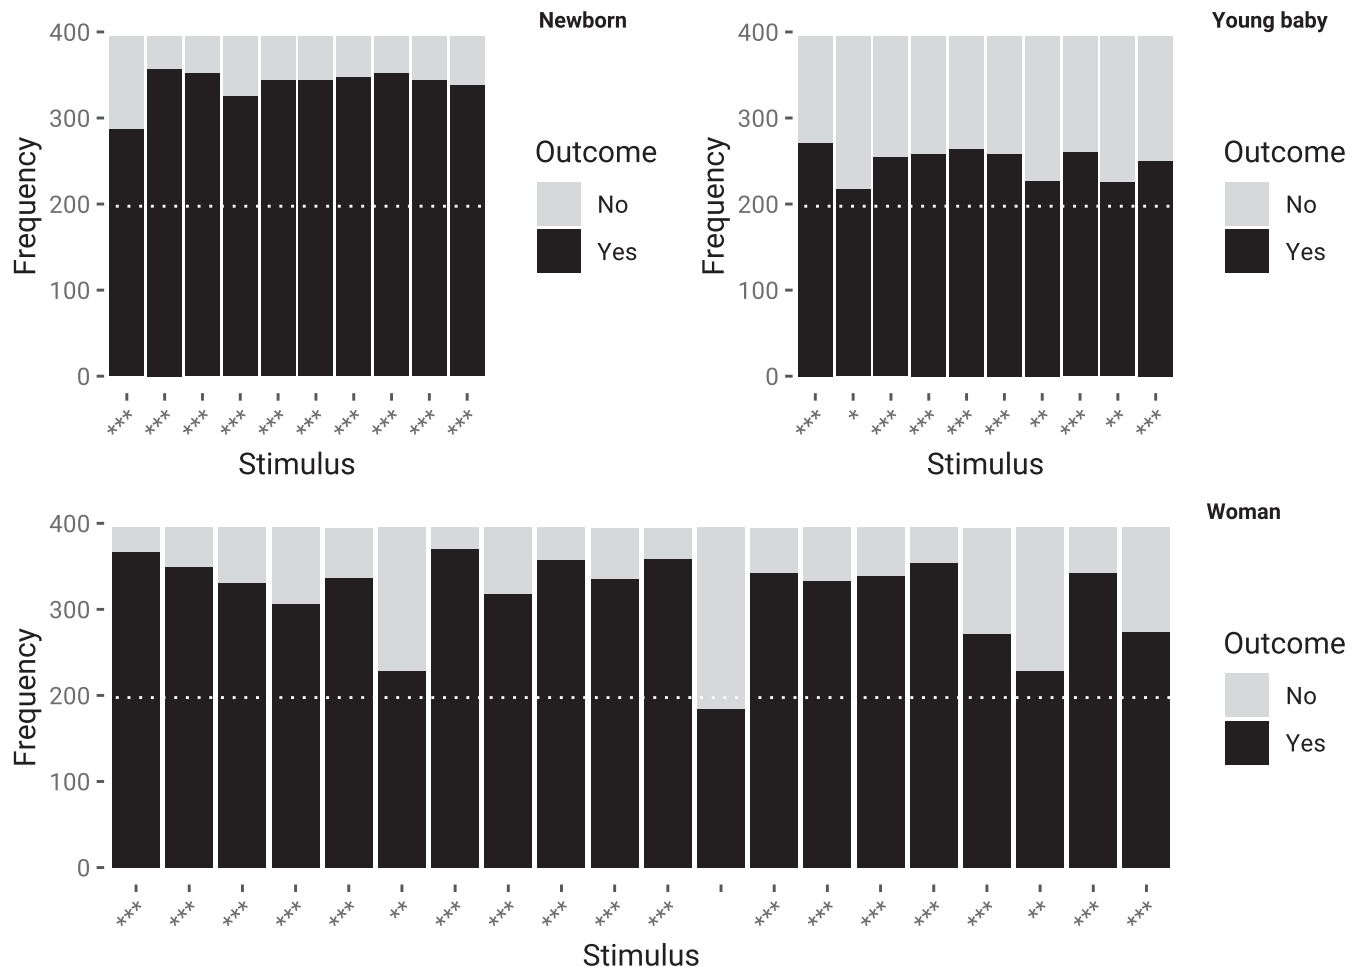 Newborn
400
300
200
100
0
Frequency
*** *** *** *** *** *** *** *** *** ***
Stimulus
Outcome
No
Yes
Young baby
400
300
200
100
0
Frequency
*** * *** *** *** *** ** *** ** ***
Stimulus
Outcome
No
Yes
Woman
400
300
200
100
0
Frequency
*** *** *** *** *** ** *** *** *** *** *** *** *** *** *** *** ** *** ***
Stimulus
Outcome
No
Yes